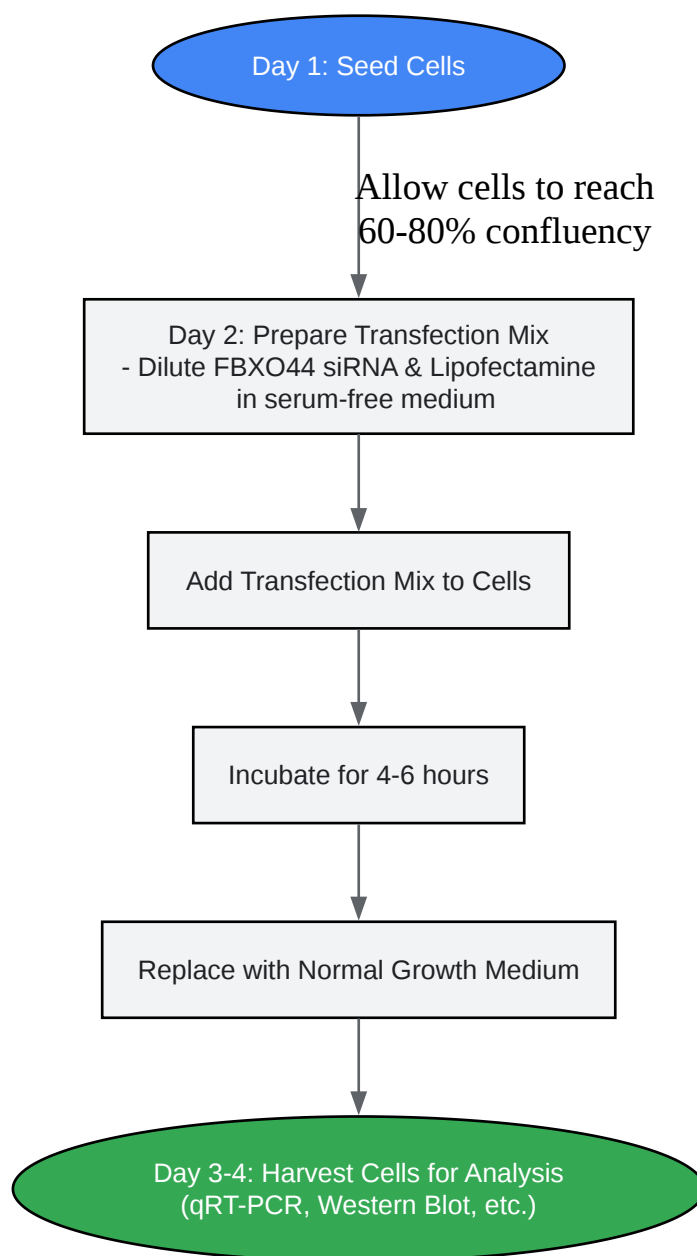 Day 1: Seed Cells
Allow cells to reach
60-80% confluency
Day 2: Prepare Transfection Mix
- Dilute FBXO44 siRNA & Lipofectamine
in serum-free medium
Add Transfection Mix to Cells
Incubate for 4-6 hours
Replace with Normal Growth Medium
Day 3-4: Harvest Cells for Analysis
(qRT-PCR, Western Blot, etc.)